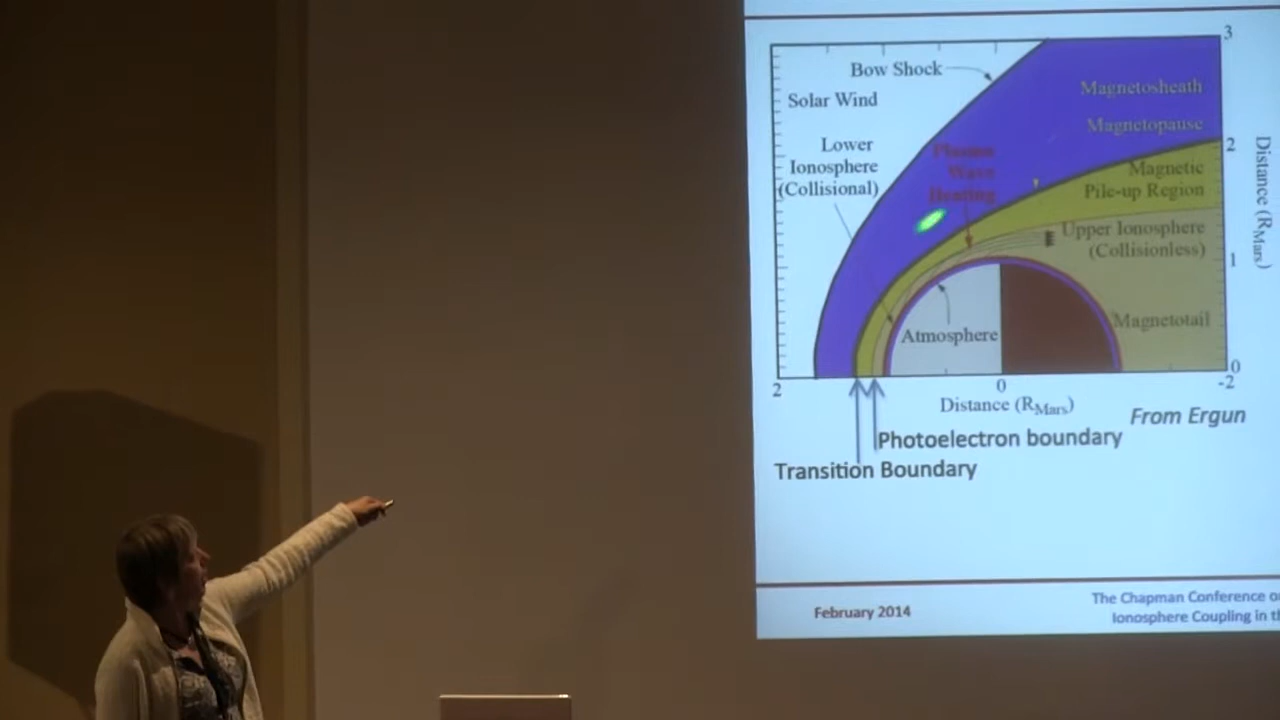 3
Bow Shock
Magnetosheath
Solar Wind
Magnetopause
Lower
Ionosphere
(Collisional)
Plasma
Wave
Heating
2
Magnetic
Pile-up Region
Upper Ionosphere
(Collisionless)
1
Distance (RMars)
Atmosphere
Magnetotail
0
2
0
-2
Distance (RMars)
From Ergun
Photoelectron boundary
Transition Boundary
February 2014
The Chapman Conference o
Ionosphere Coupling in t